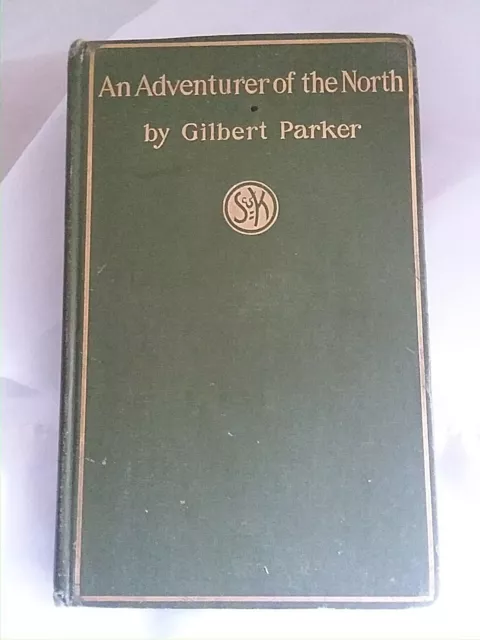 An Adventurer of the North
by Gilbert Parker
S & K